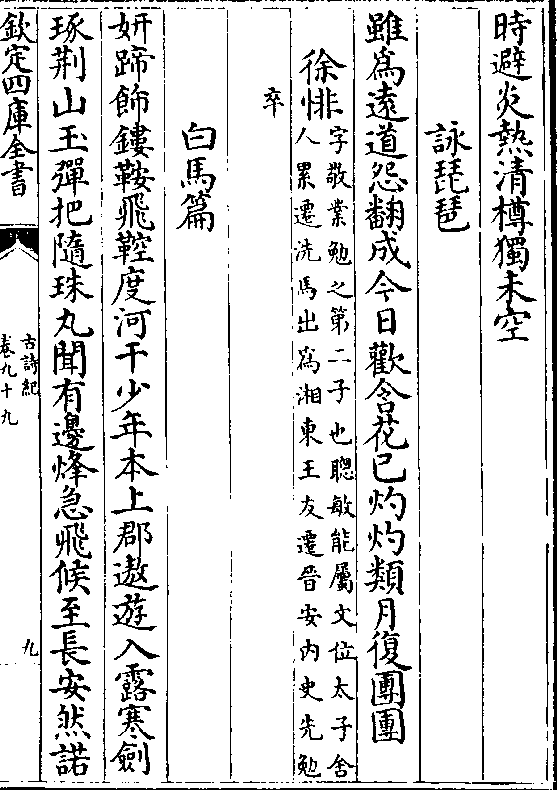 時避炎熱清樽獨未空
詠琵琶
雖為遠道怨翻成今日歡含花已灼灼類月復團團
徐悱字敬業勉之第二子也聰敏能屬文位太子舍
人累遷洗馬出為湘東王友遷晉安內史先勉
卒
白馬篇
妍蹄飾鏤鞍飛鞚度河干少年本上郡遨遊入露寒劍
琢荆山玉彈把隨珠丸聞有邊烽急飛候至長安然諾
欽定四庫全書
古詩紀
卷九十九
九